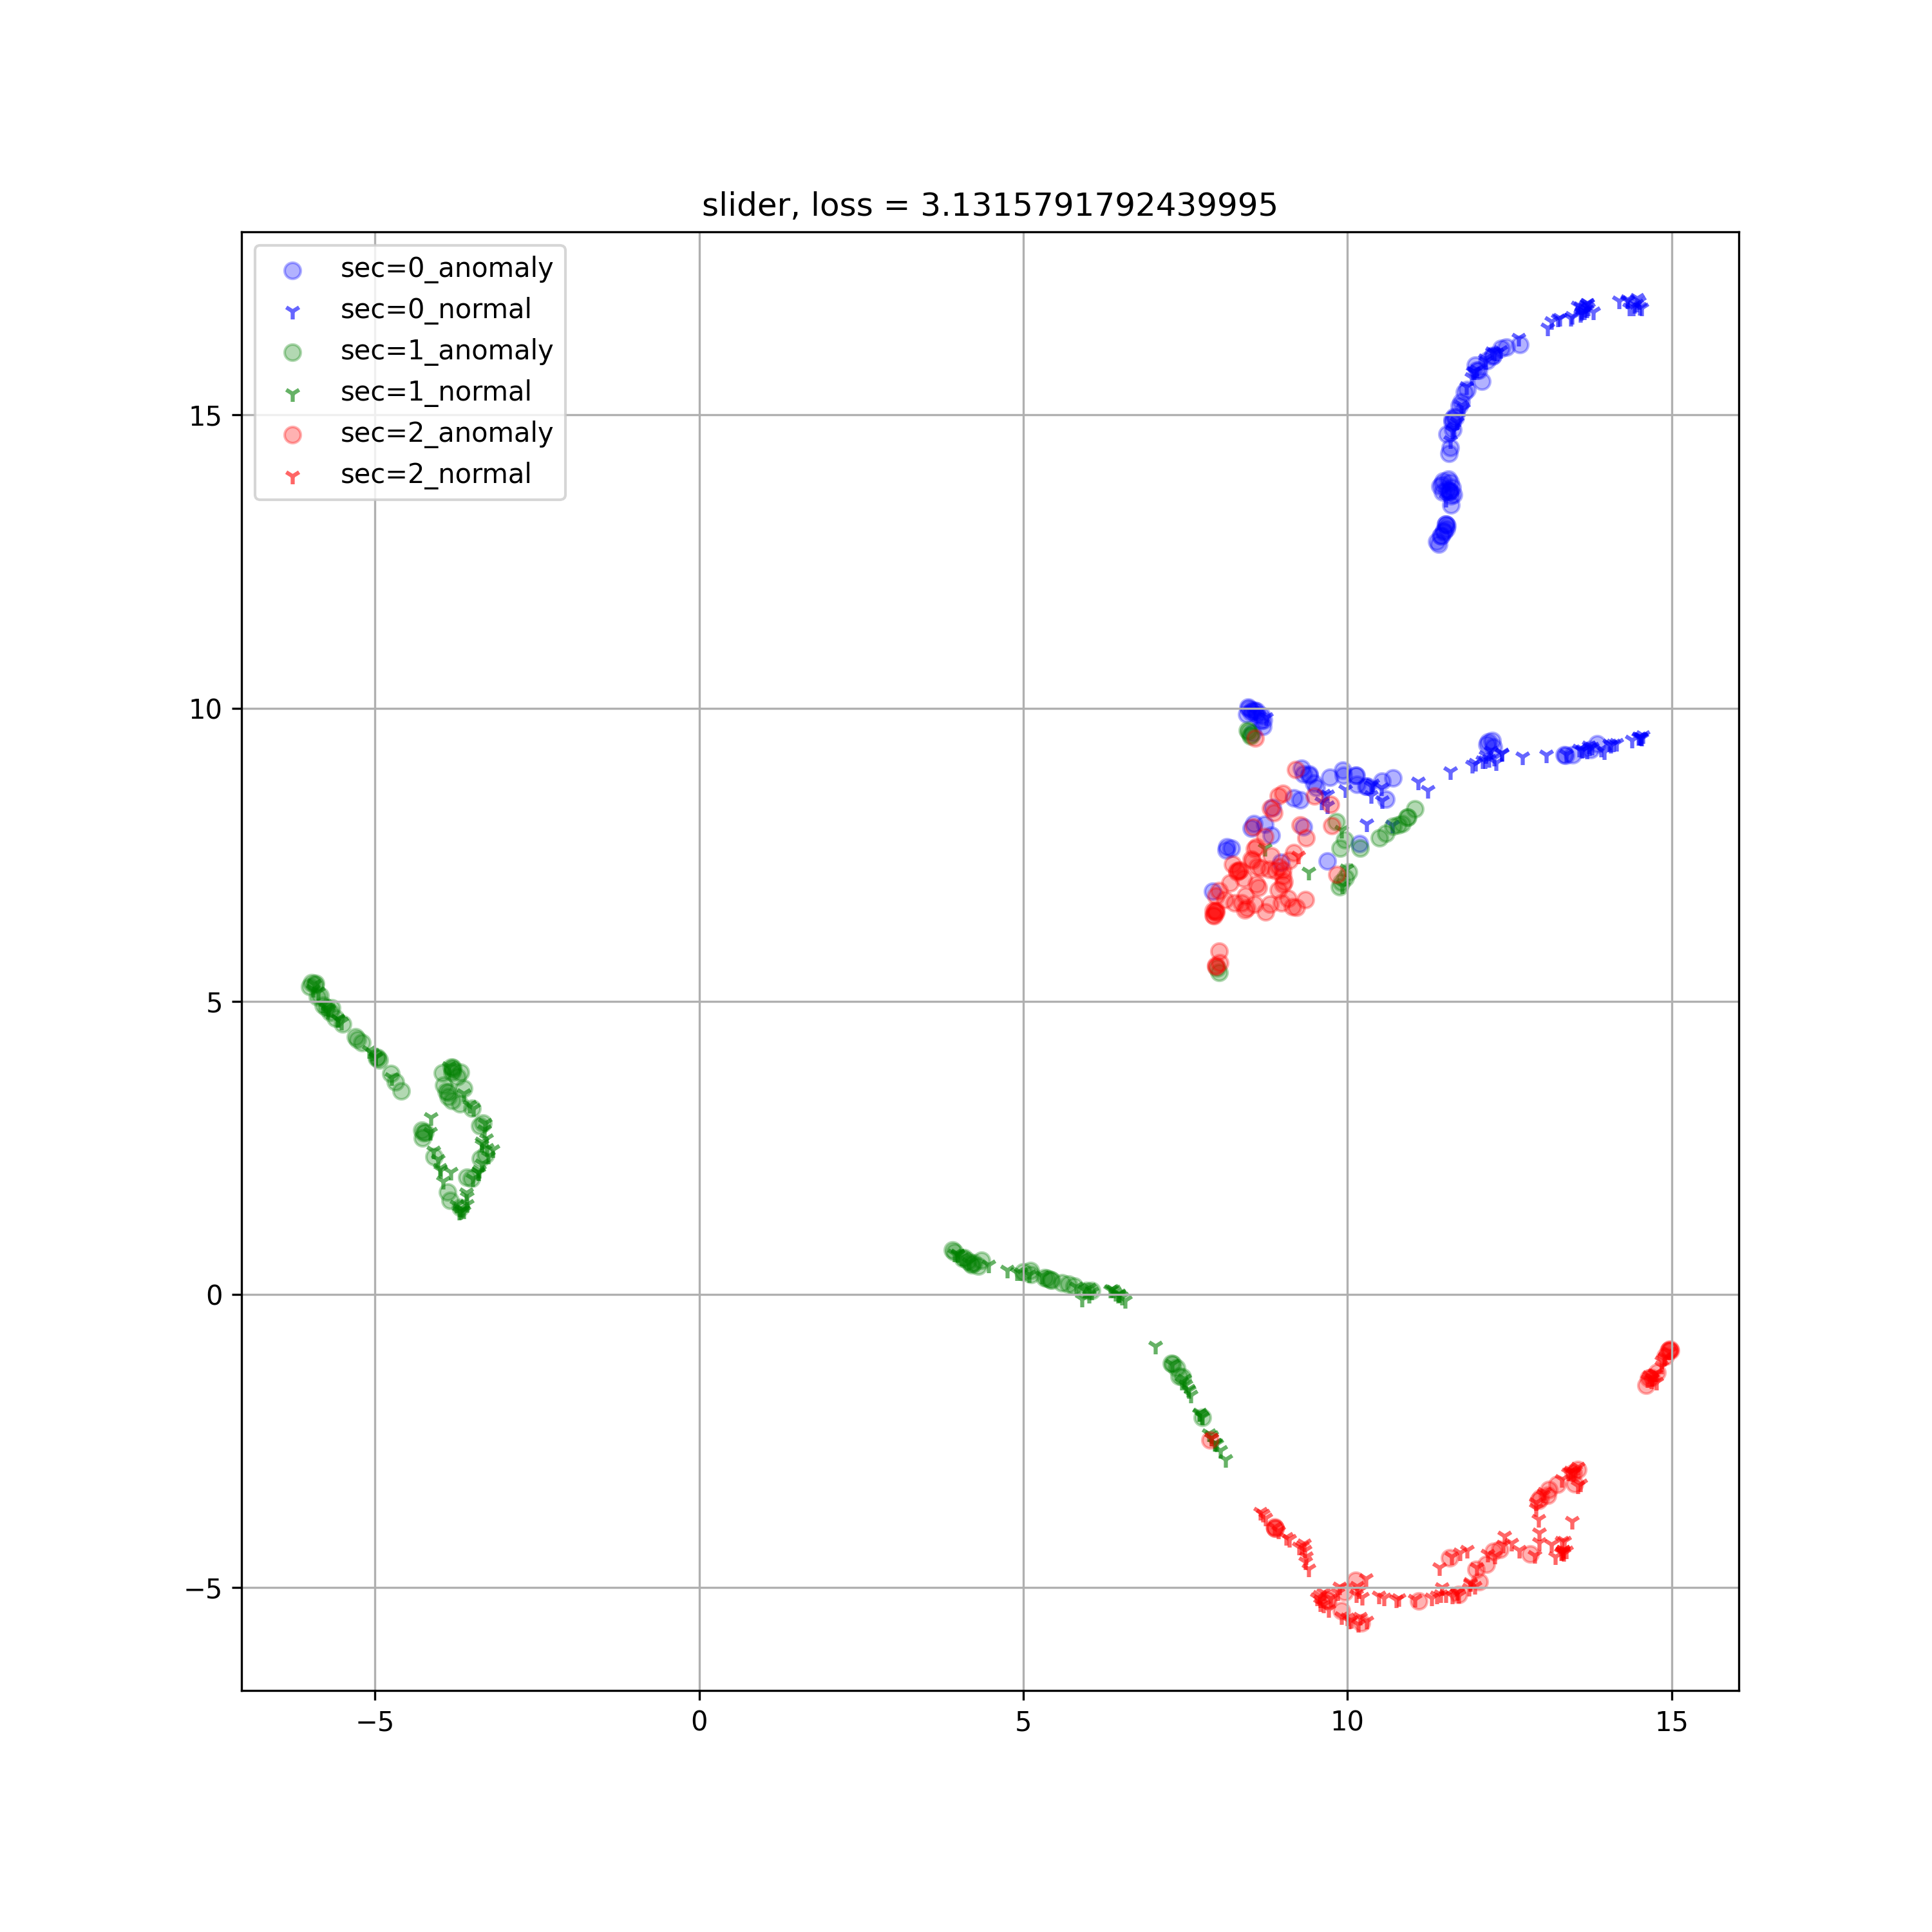 slider, loss = 3.1315791792439995
sec=0_anomaly
sec=0_normal
sec=1_anomaly
sec=1_normal
sec=2_anomaly
sec=2_normal
15
10
5
0
−5
−5 0 5 10 15